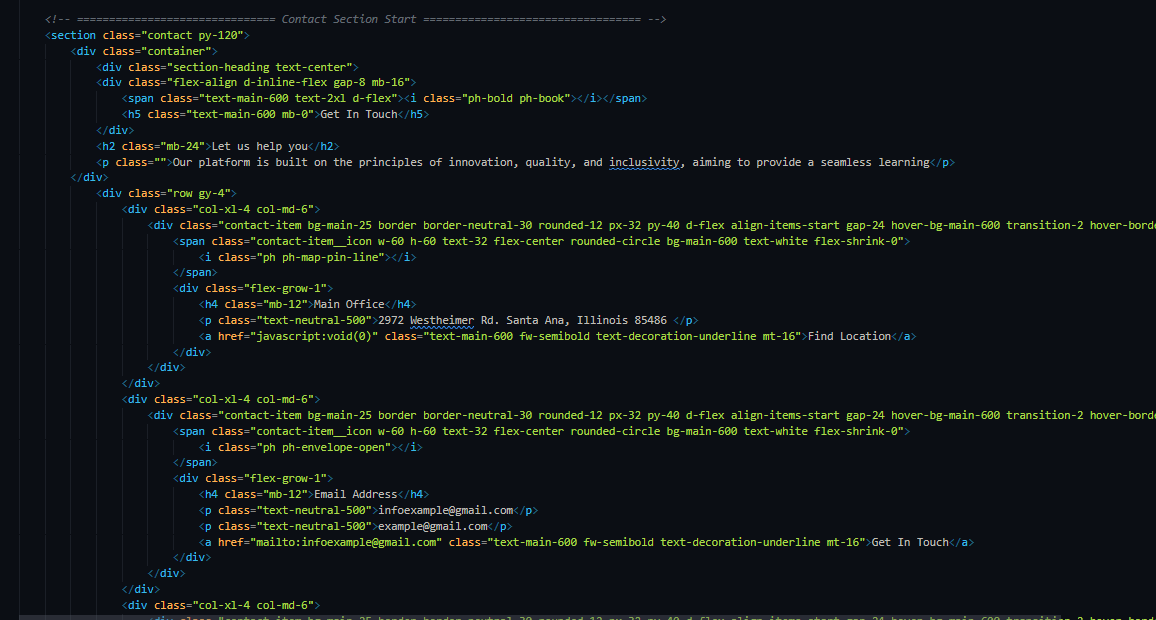 <!-- =============================== Contact Section Start ================================== -->
<section class="contact py-120">
<div class="container">
<div class="section-heading text-center">
<div class="flex-align d-inline-flex gap-8 mb-16">
<span class="text-main-600 text-2xl d-flex"><i class="ph-bold ph-book"></i></span>
<h5 class="text-main-600 mb-0">Get In Touch</h5>
</div>
<h2 class="mb-24">Let us help you</h2>
<p class="">Our platform is built on the principles of innovation, quality, and inclusivity, aiming to provide a seamless learning</p>
</div>
<div class="row gy-4">
<div class="col-xl-4 col-md-6">
<div class="contact-item bg-main-25 border border-neutral-30 rounded-12 px-32 py-40 d-flex align-items-start gap-24 hover-bg-main-600 transition-2 hover-borde
<span class="contact-item__icon w-60 h-60 text-32 flex-center rounded-circle bg-main-600 text-white flex-shrink-0">
<i class="ph ph-map-pin-line"></i>
</span>
<div class="flex-grow-1">
<h4 class="mb-12">Main Office</h4>
<p class="text-neutral-500">2972 Westheimer Rd. Santa Ana, Illinois 85486 </p>
<a href="javascript:void(0)" class="text-main-600 fw-semibold text-decoration-underline mt-16">Find Location</a>
</div>
</div>
</div>
<div class="col-xl-4 col-md-6">
<div class="contact-item bg-main-25 border border-neutral-30 rounded-12 px-32 py-40 d-flex align-items-start gap-24 hover-bg-main-600 transition-2 hover-borde
<span class="contact-item__icon w-60 h-60 text-32 flex-center rounded-circle bg-main-600 text-white flex-shrink-0">
<i class="ph ph-envelope-open"></i>
</span>
<div class="flex-grow-1">
<h4 class="mb-12">Email Address</h4>
<p class="text-neutral-500">infoexample@gmail.com</p>
<p class="text-neutral-500">example@gmail.com</p>
<a href="mailto:infoexample@gmail.com" class="text-main-600 fw-semibold text-decoration-underline mt-16">Get In Touch</a>
</div>
</div>
</div>
<div class="col-xl-4 col-md-6">